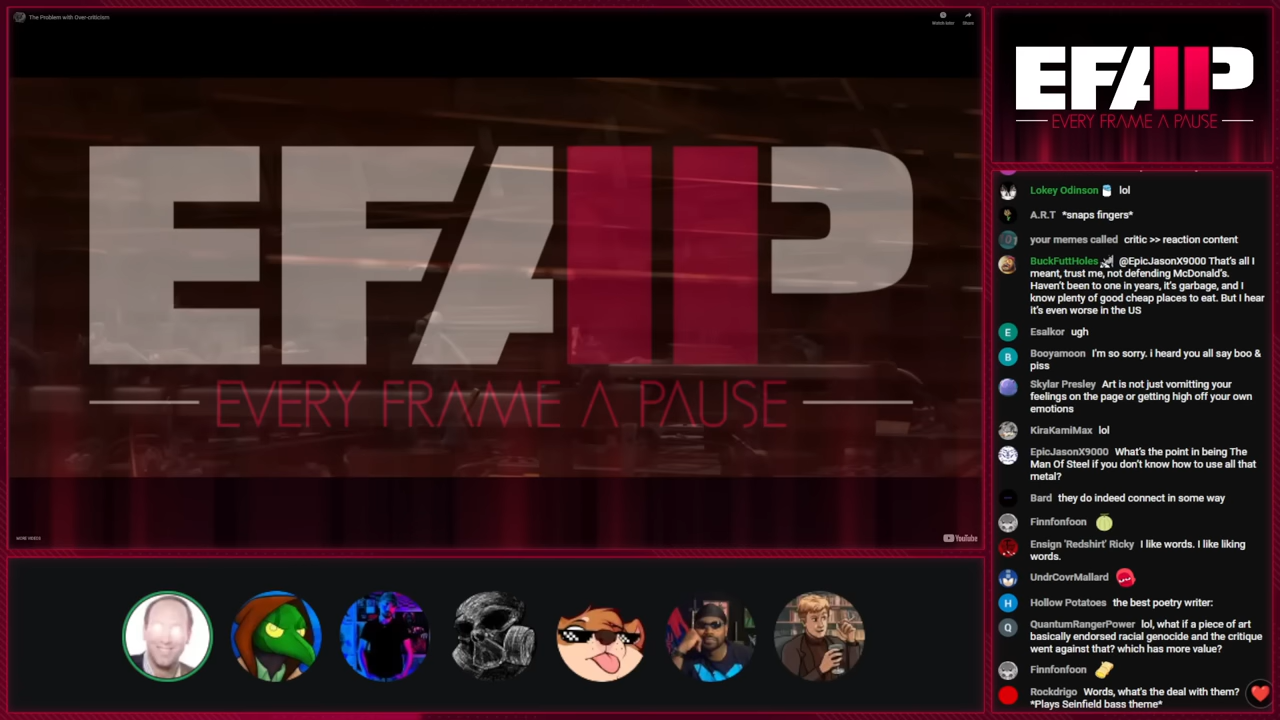 The Problem with Over-criticism
Watch later
Share
EFAP
EVERY FRAME A PAUSE
MORE VIDEOS
YouTube
EFAP
EVERY FRAME A PAUSE
Lokey Odinson lol
A.R.T *snaps fingers*
your memes called critic >> reaction content
BuckFuttHoles @EpicJasonX9000 That's all I
meant, trust me, not defending McDonald's.
Haven't been to one in years, it's garbage, and I
know plenty of good cheap places to eat. But I hear
it's even worse in the US
E Esalkor ugh
B Booyamoon I'm so sorry. i heard you all say boo &
piss
Skylar Presley Art is not just vomitting your
feelings on the page or getting high off your own
emotions
KiraKamiMax lol
EpicJasonX9000 What's the point in being The
Man Of Steel if you don't know how to use all that
metal?
Bard they do indeed connect in some way
Finnfonfoon
Ensign 'Redshirt' Ricky I like words. I like liking
words.
UndrCovrMallard
H Hollow Potatoes the best poetry writer:
Q QuantumRangerPower lol, what if a piece of art
basically endorsed racial genocide and the critique
went against that? which has more value?
Finnfonfoon
Rockdrigo Words, what's the deal with them?
*Plays Seinfield bass theme*